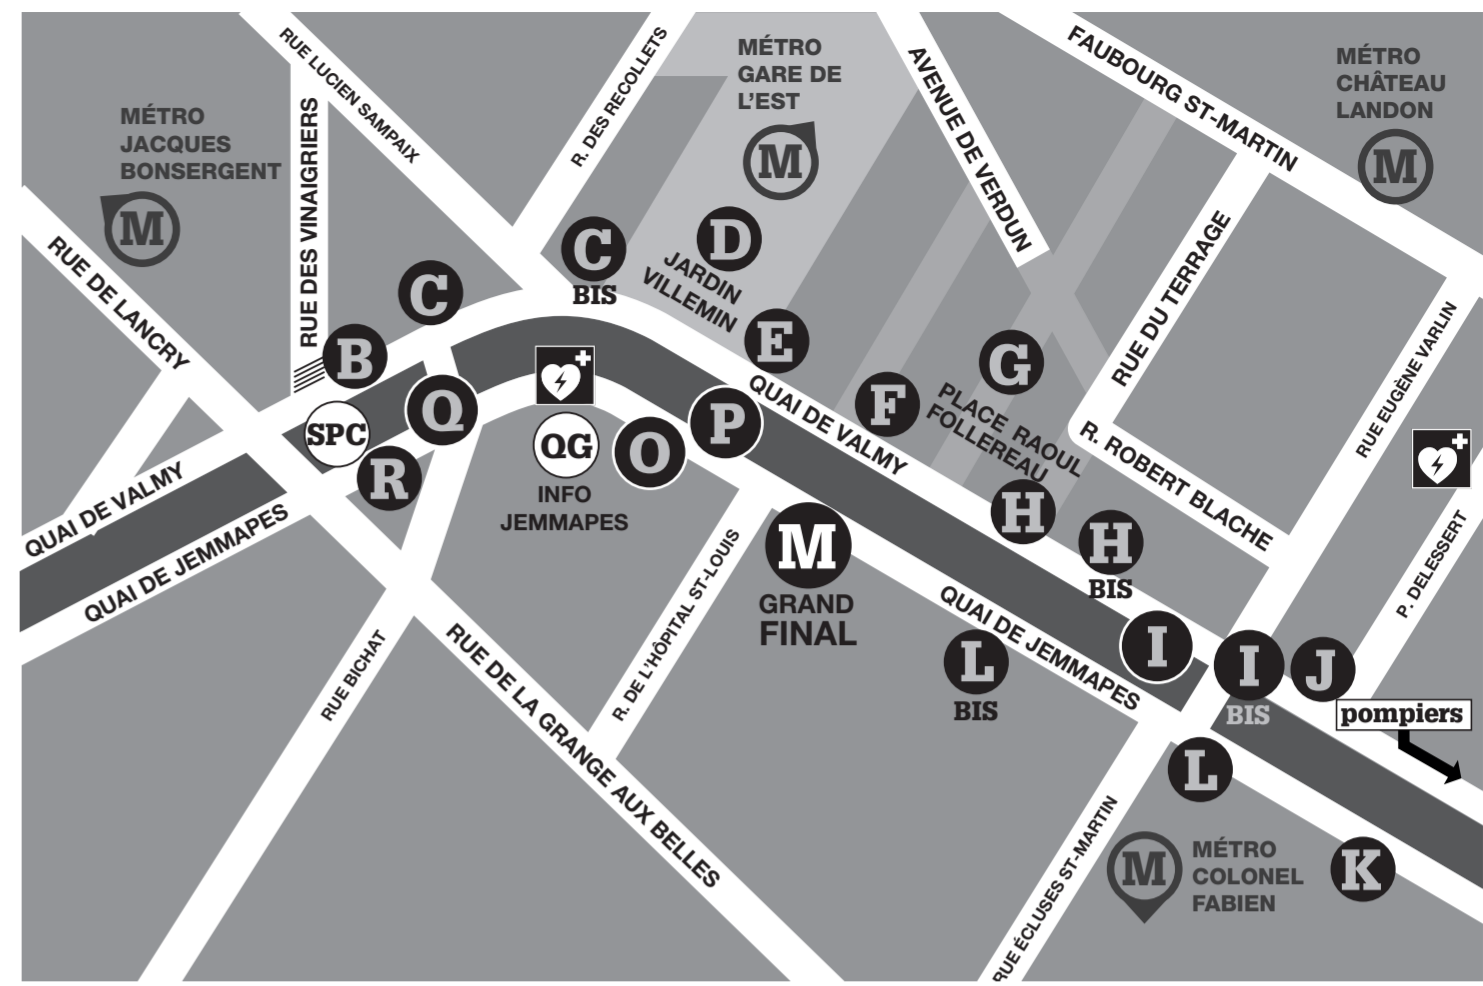 RUE LUCIEN SAMPAIX
R. DES RECOLLETS
MÉTRO
GARE DE
L'EST
M
AVENUE DE VERDUN
FAUBOURG ST-MARTIN
MÉTRO
CHÂTEAU
LANDON
M
MÉTRO
JACQUES
BONSERGENT
M
RUE DES VINAIGRIERS
RUE DE LANCRY
C
BIS
D
JARDIN
VILLEMIN
C
B
E
G
RUE DU TERRAGE
RUE EUGÈNE VARLIN
Q
SPC
R
QG
INFO
JEMMAPES
O
P
QUAI DE VALMY
F
PLACE RAOUL
FOLLEREAU
R. ROBERT BLACHE
H
H
BIS
P. DELESSERT
QUAI DE VALMY
QUAI DE JEMMAPES
R. DE L'HÔPITAL ST-LOUIS
M
GRAND
FINAL
QUAI DE JEMMAPES
L
BIS
I
I
BIS
J
pompiers
RUE BICHAT
RUE DE LA GRANGE AUX BELLES
L
RUE ÉCLUSES ST-MARTIN
M
MÉTRO
COLONEL
FABIEN
K